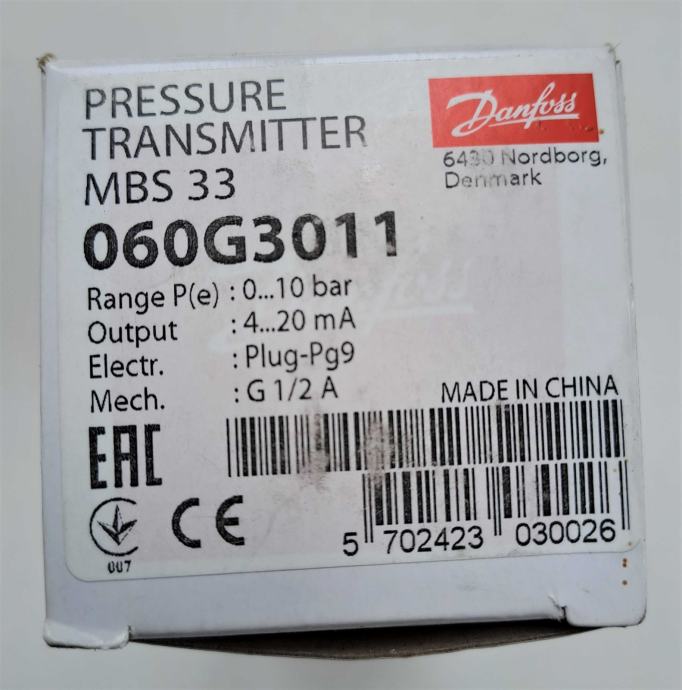 PRESSURE
TRANSMITTER
MBS 33
060G3011
Danfoss
6430 Nordborg,
Denmark
Range P(e) : 0...10 bar
Output : 4...20 mA
Electr. : Plug-Pg9
Mech. : G 1/2 A
MADE IN CHINA
EAC
CE
007
5 702423 030026